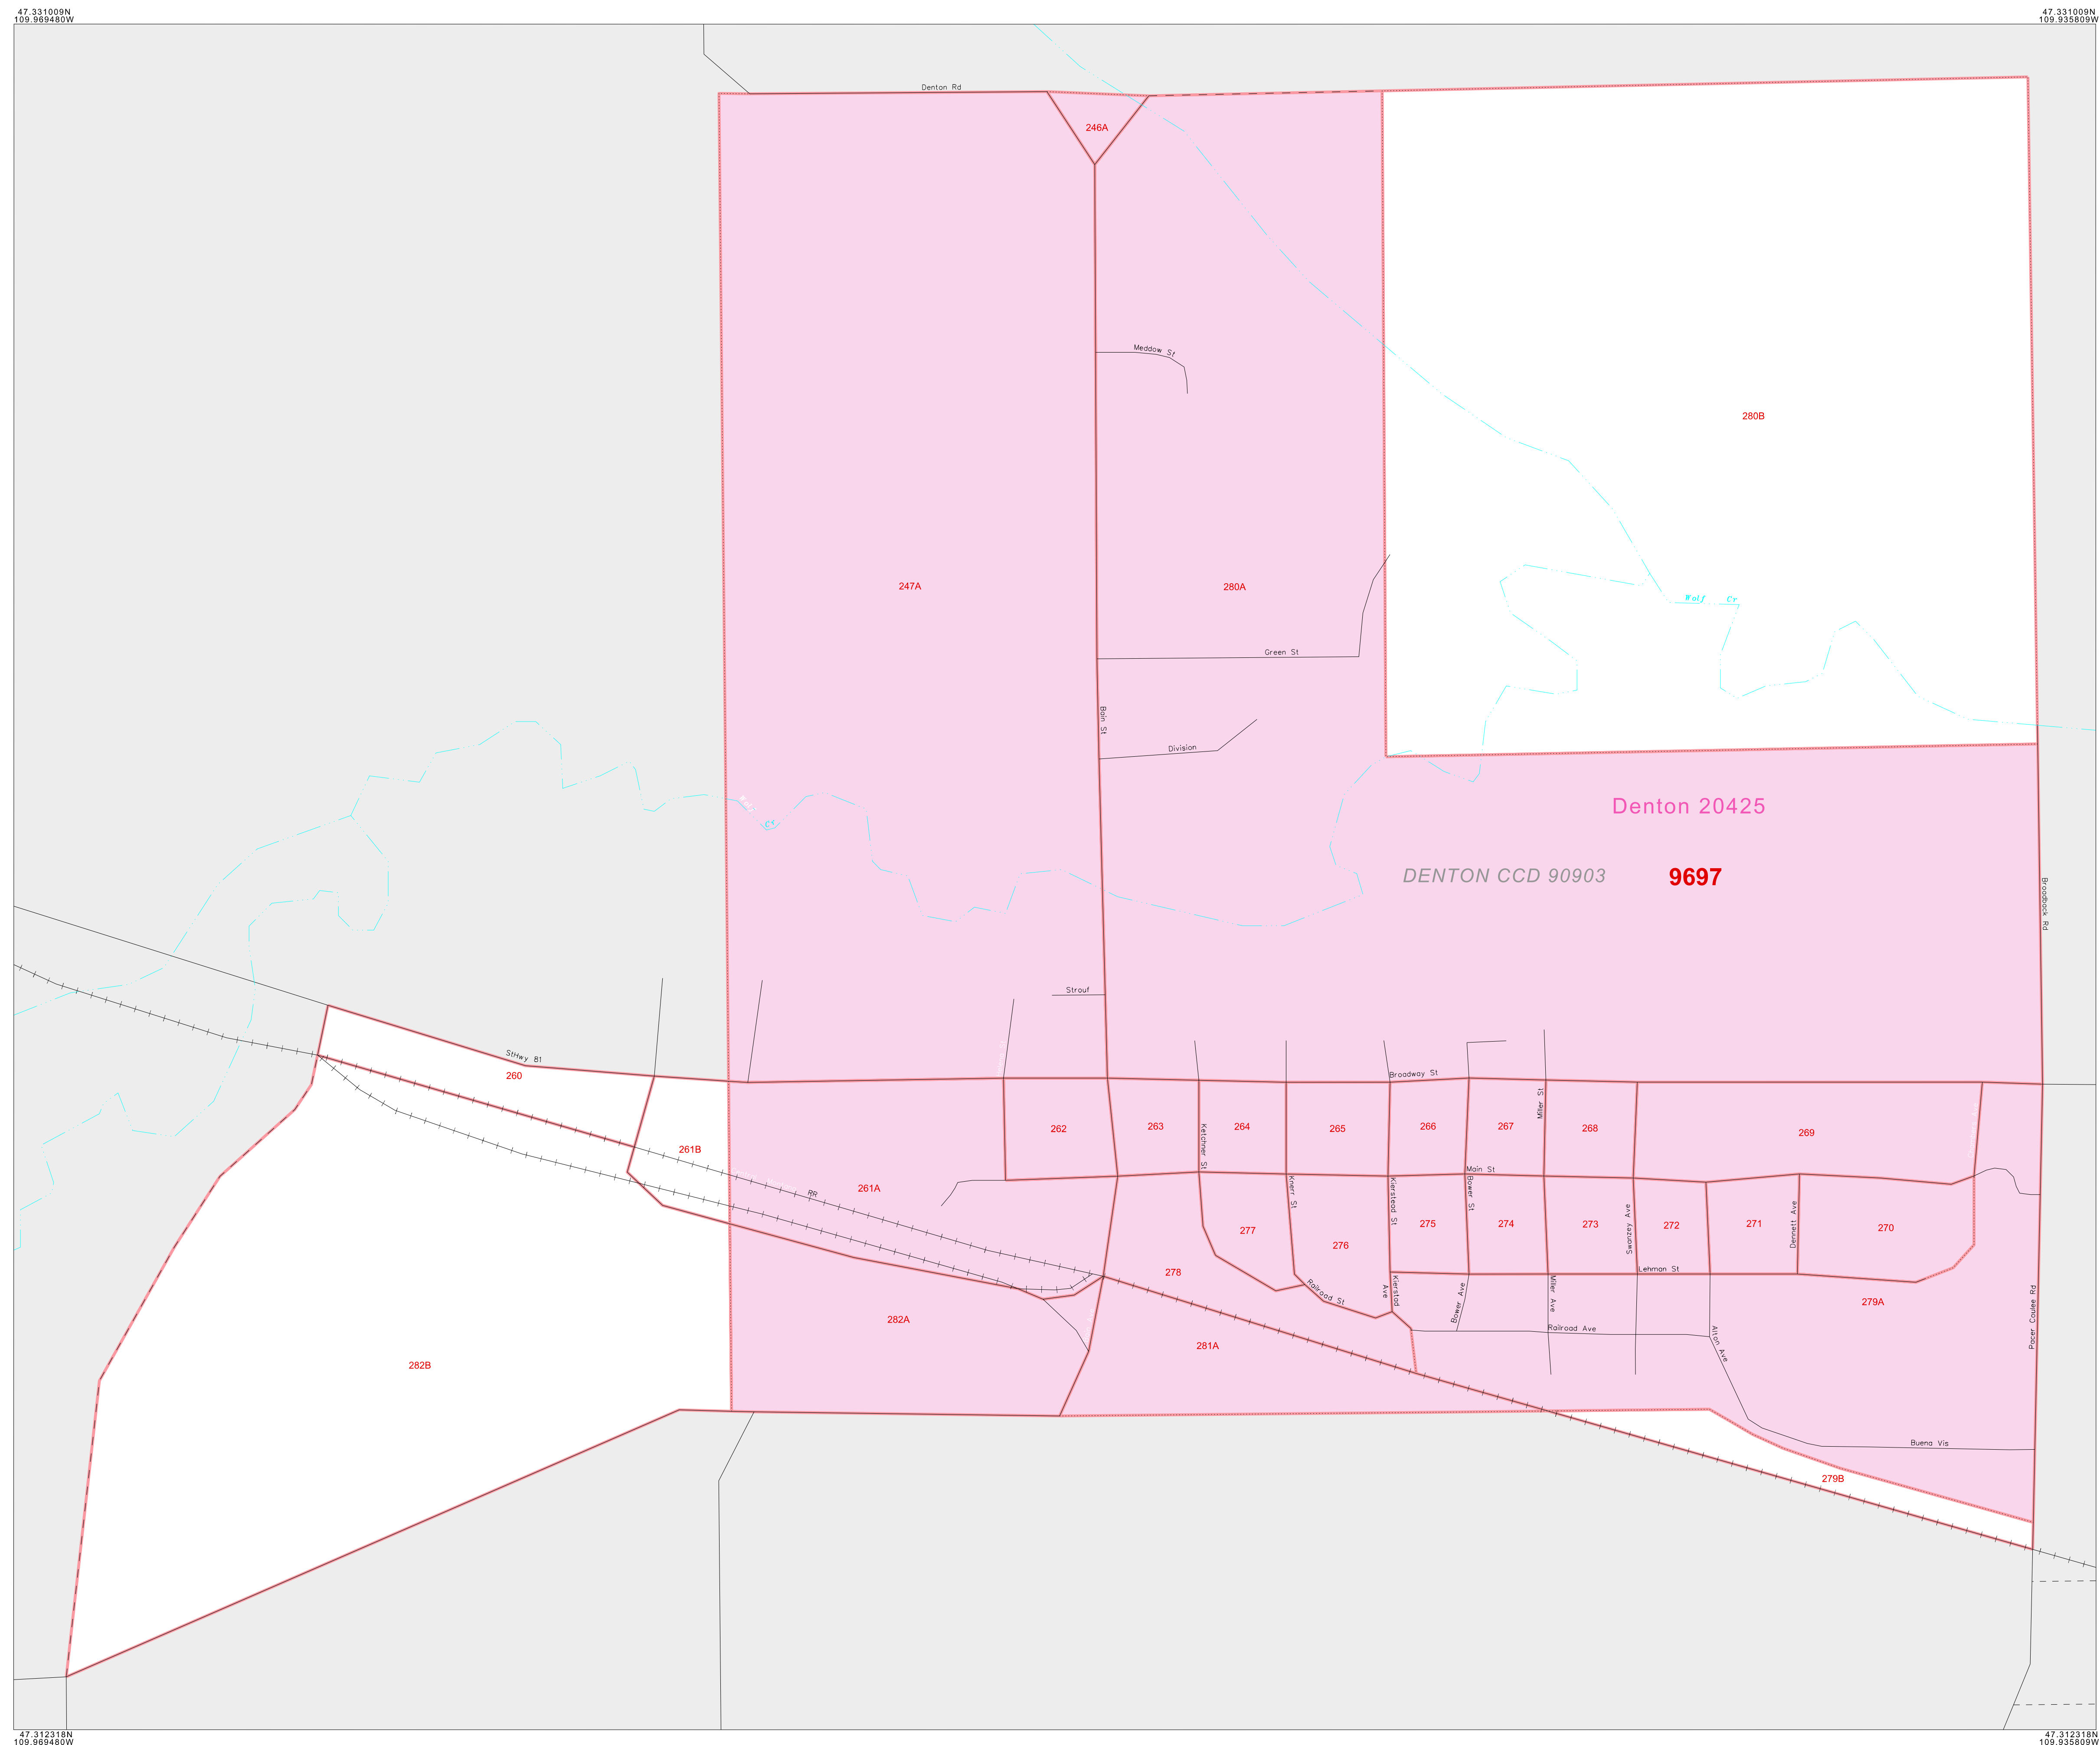 47.331009N
109.969480W
47.331009N
109.935809W
Denton Rd
246A
Meddow St
280B
247A
280A
Wolf Cr
Green St
Bain St
Division
Denton 20425
Cr
DENTON CCD 90903
9697
Broadback Rd
Strouf
StHwy 81
260
Broadway St
Miller St
262
263
264
265
266
267
268
269
Ketchner St
261B
Main St
261A
RR
Knerr St
Kierstead St
Bower St
Swanzey Ave
Dennett Ave
277
276
275
274
273
272
271
270
278
Lehman St
Railroad St
Kierstad Ave
Bower Ave
Miller Ave
279A
Pacer Coulee Rd
282A
Railroad Ave
281A
Alton Ave
282B
Buena Vis
279B
47.312318N
109.969480W
47.312318N
109.935809W